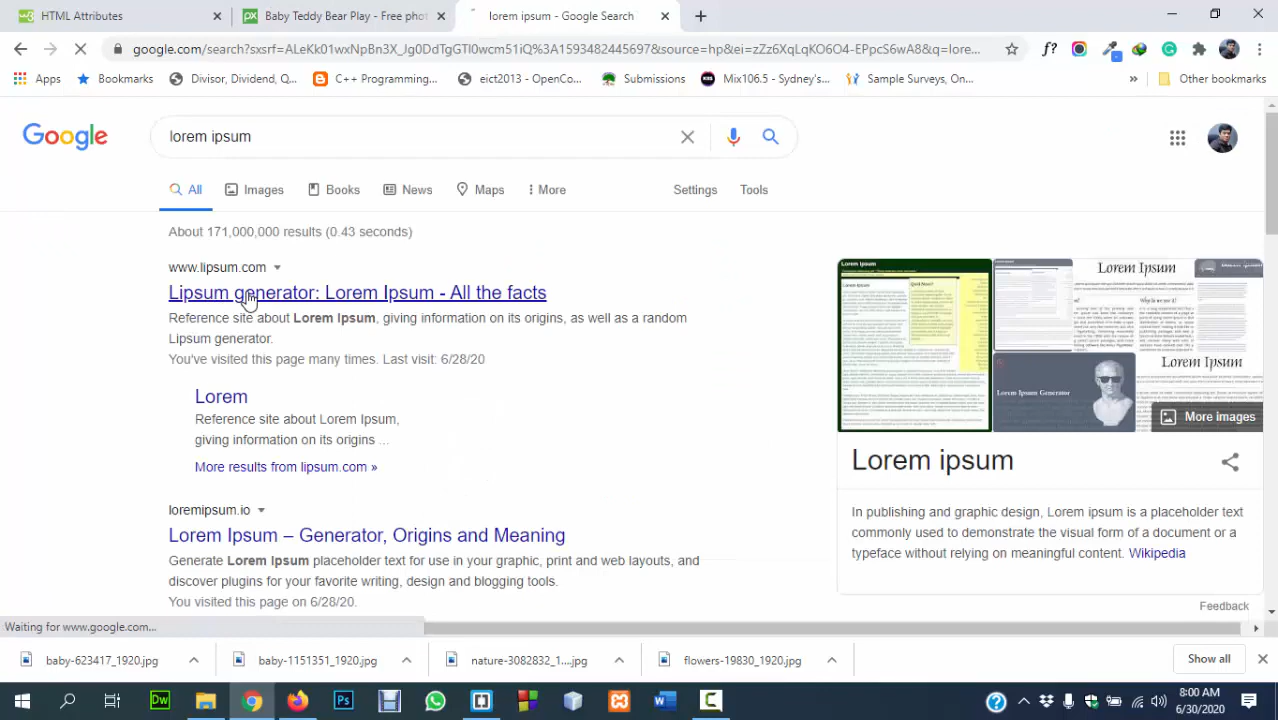 HTML Attributes
Baby Teddy Bear Play - Free phot
lorem ipsum - Google Search
google.com/search?sxsrf=ALeKk01wxNpBn3X_Jg0DdTgGTl0wcm51iQ%3A1593482445697&source=hp&ei=zZz6XqLqKO6O4-EPpcS6wA8&q=lore...
Apps
Bookmarks
Divisor, Dividend, Q...
C++ Programming...
eict2013 - OpenCo...
Submissions
Mix106.5 - Sydney's...
Sample Surveys, On...
»
Other bookmarks
Google
lorem ipsum
All
Images
Books
News
Maps
More
Settings
Tools
About 171,000,000 results (0.43 seconds)
www.lipsum.com
Lorem Ipsum - All the facts
about Lorem Ipsum, giving information on its origins, as well as a random
Lipsum generator.
You've visited this page many times. Last visit: 6/28/20
Lorem
Reference site about Lorem Ipsum,
giving information on its origins ...
More results from lipsum.com »
loremipsum.io
Lorem Ipsum – Generator, Origins and Meaning
Generate Lorem Ipsum placeholder text for use in your graphic, print and web layouts, and
discover plugins for your favorite writing, design and blogging tools.
You visited this page on 6/28/20.
Lorem Ipsum
Lorem Ipsum
Lorem Ipsum
Lorem Ipsum Generator
More images
Lorem ipsum
In publishing and graphic design, Lorem ipsum is a placeholder text
commonly used to demonstrate the visual form of a document or a
typeface without relying on meaningful content. Wikipedia
Feedback
Waiting for www.google.com...
baby-623417_1920.jpg
baby-1151351_1920.jpg
nature-3082832_1....jpg
flowers-19830_1920.jpg
Show all
Dw
Ps
8:00 AM
6/30/2020